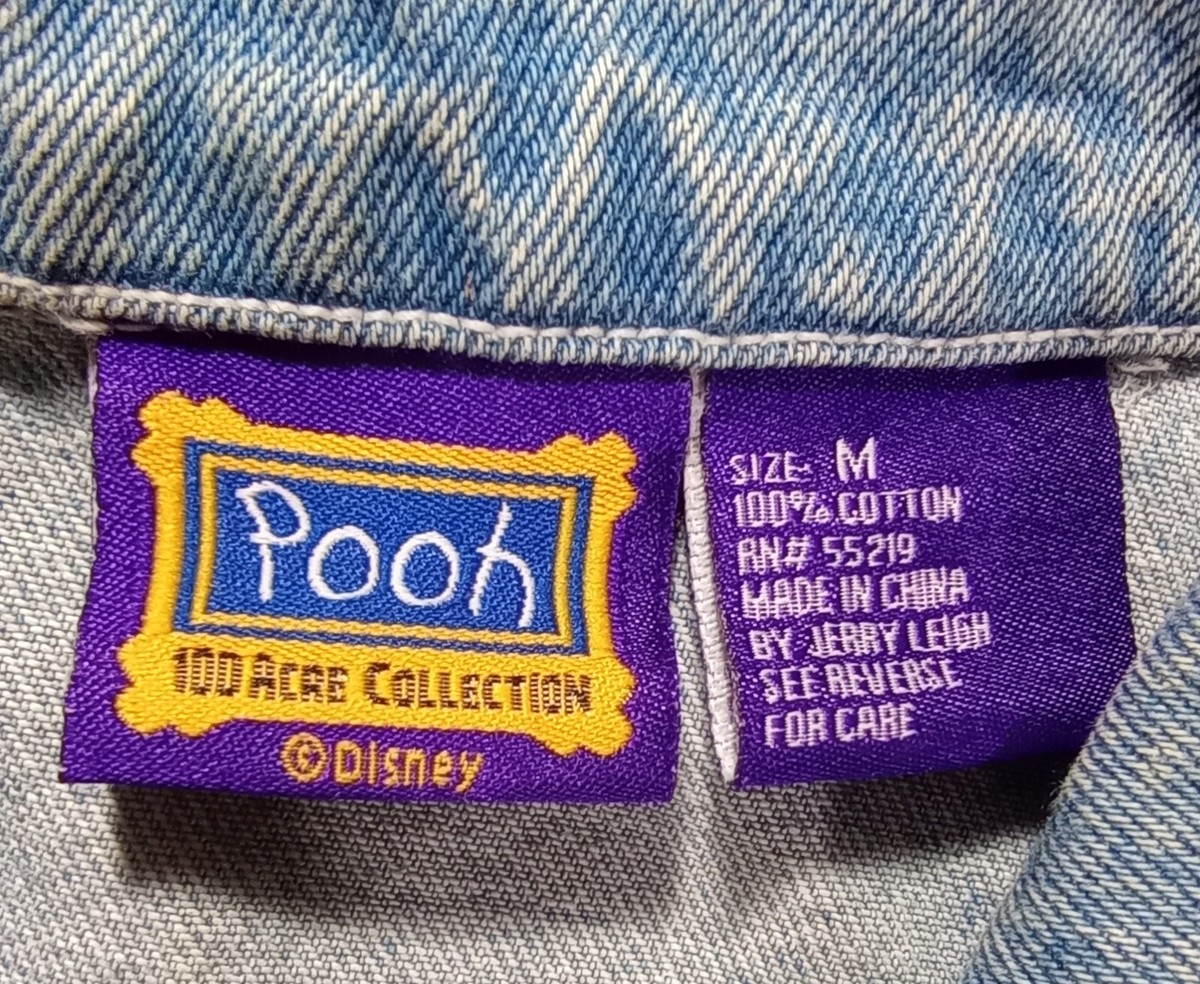 Pooh
100 ACRE COLLECTION
©Disney
SIZE: M
100% COTTON
RN# 55219
MADE IN CHINA
BY JERRY LEIGH
SEE REVERSE
FOR CARE